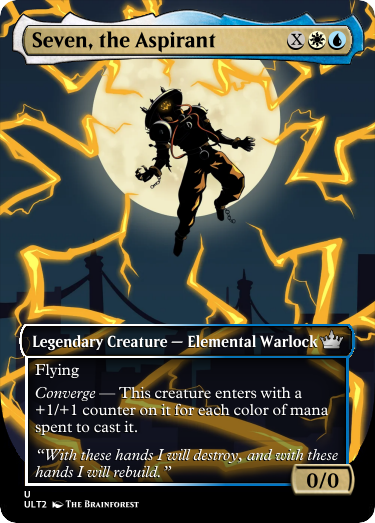 Seven, the Aspirant X
Legendary Creature — Elemental Warlock
Flying
Converge — This creature enters with a
+1/+1 counter on it for each color of mana
spent to cast it.
“With these hands I will destroy, and with these
hands I will rebuild.”
0/0
U
ULT2 The Brainforest